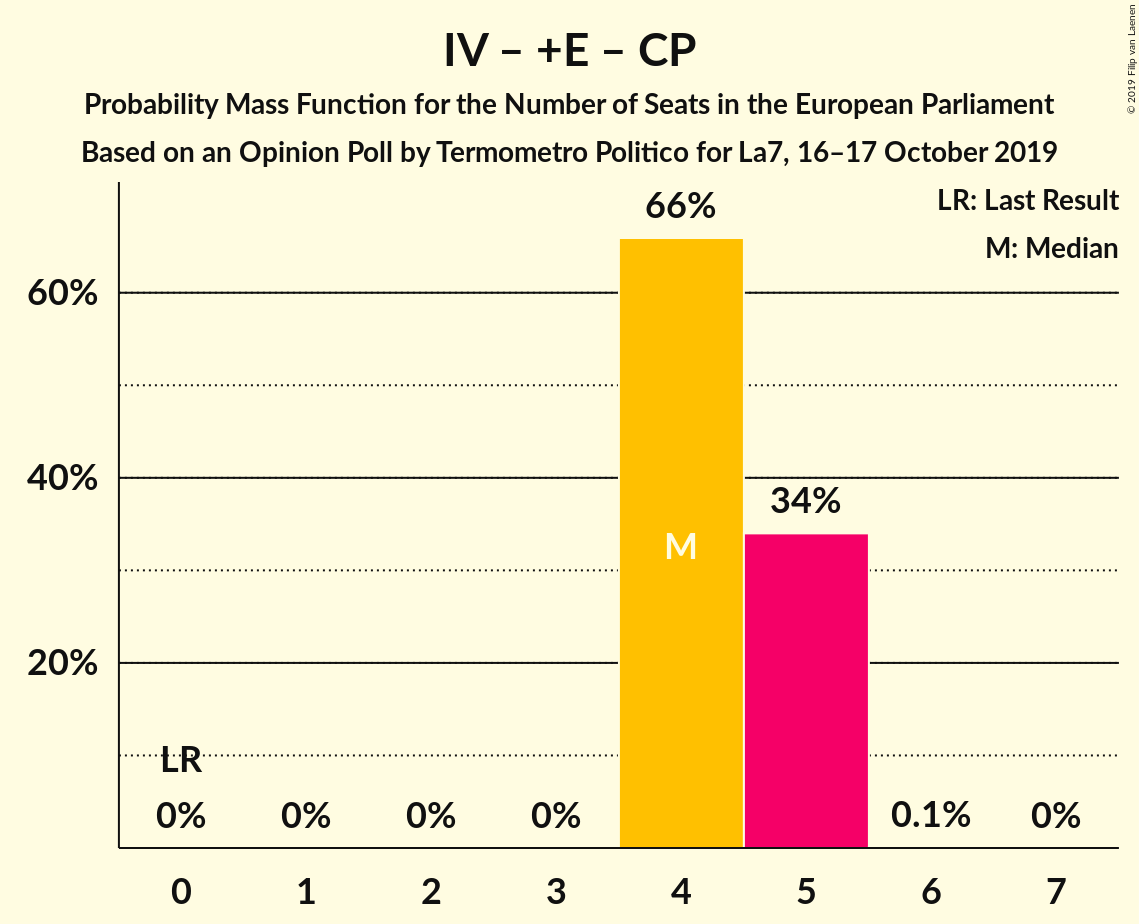 IV – +E – CP
Probability Mass Function for the Number of Seats in the European Parliament
Based on an Opinion Poll by Termometro Politico for La7, 16–17 October 2019
© 2019 Filip van Laenen
LR: Last Result
M: Median
66%
60%
40%
34%
M
20%
LR
0% 0% 0% 0% 0.1% 0%
0 1 2 3 4 5 6 7